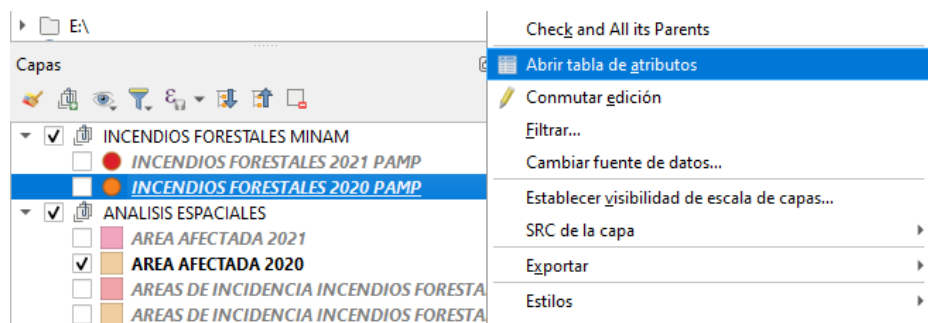 E:\
Capas
INCENDIOS FORESTALES MINAM
INCENDIOS FORESTALES 2021 PAMP
INCENDIOS FORESTALES 2020 PAMP
ANALISIS ESPACIALES
AREA AFECTADA 2021
AREA AFECTADA 2020
AREAS DE INCIDENCIA INCENDIOS FORESTA
AREAS DE INCIDENCIA INCENDIOS FORESTA
Check and All its Parents
Abrir tabla de atributos
Conmutar edición
Filtrar...
Cambiar fuente de datos...
Establecer visibilidad de escala de capas...
SRC de la capa
Exportar
Estilos